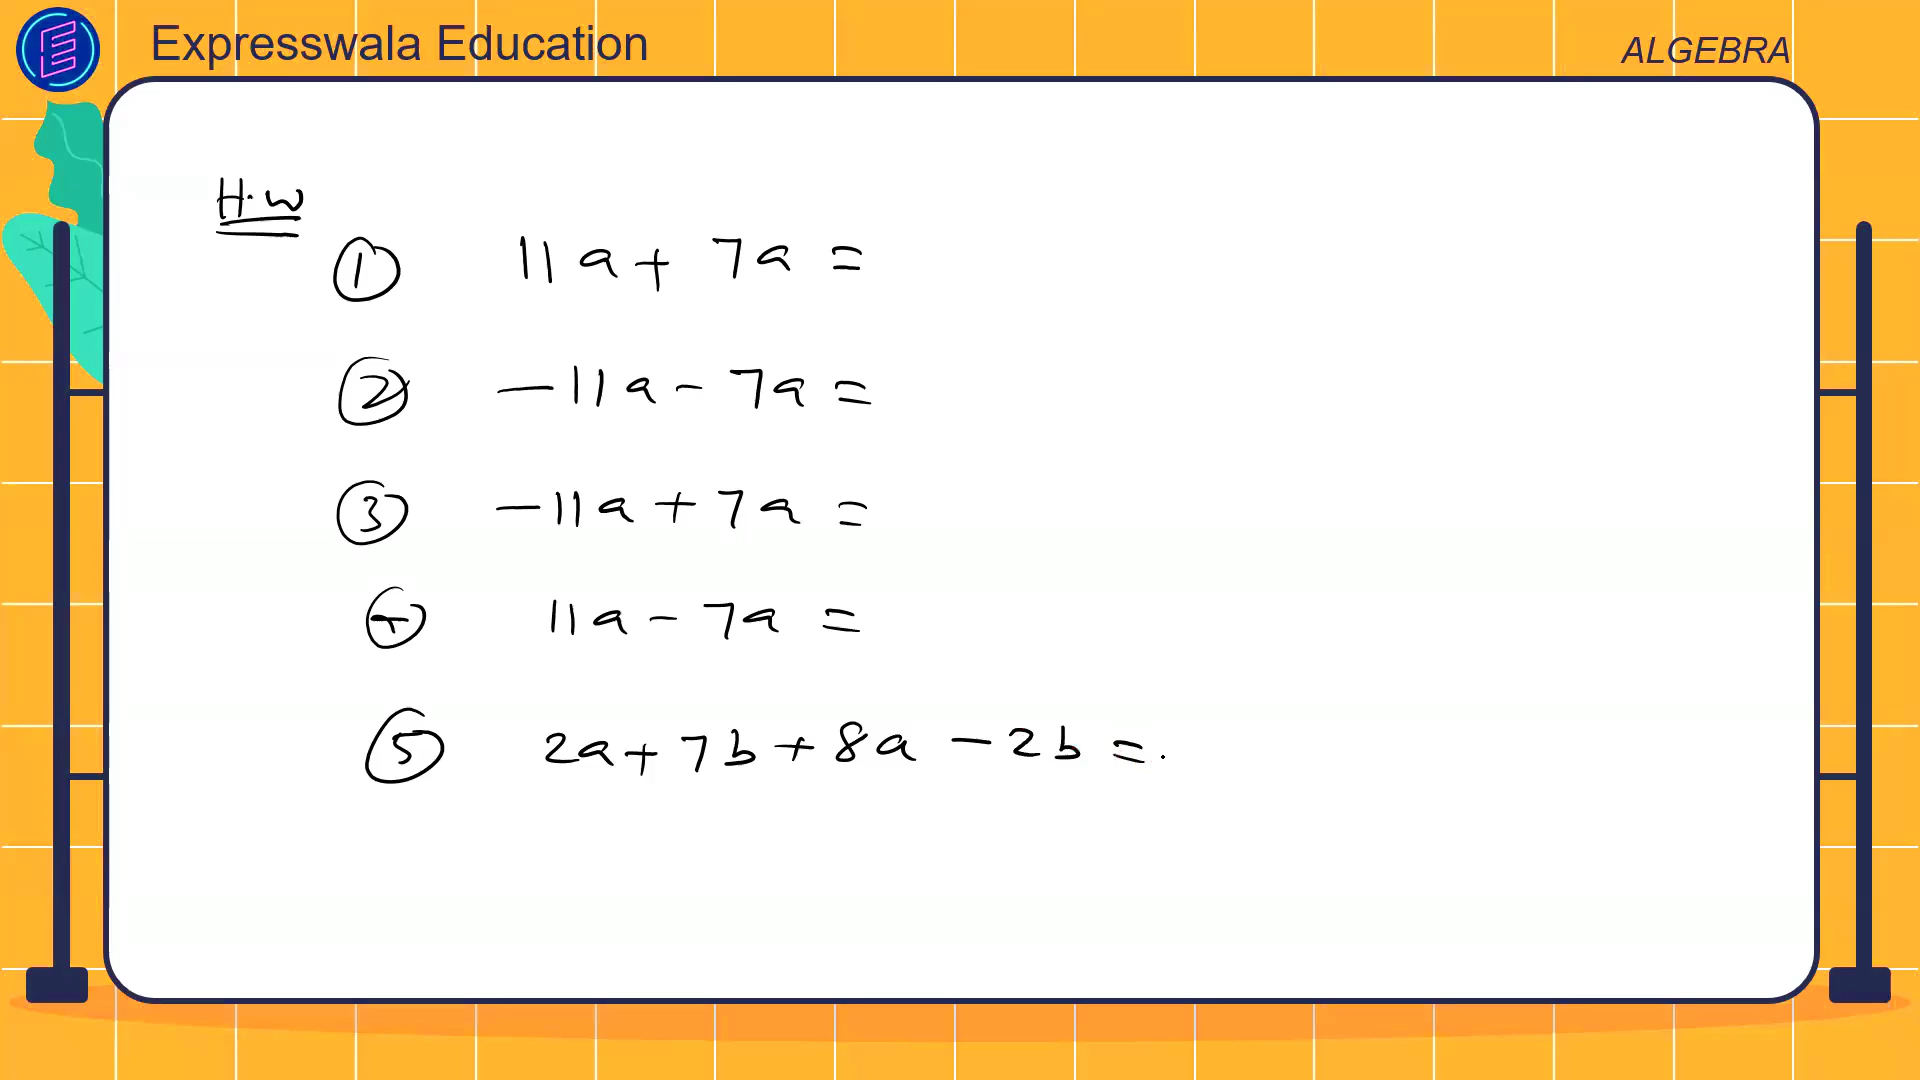 Expresswala Education
ALGEBRA
H.W
① 11a + 7a =
② -11a - 7a =
③ -11a + 7a =
④ 11a - 7a =
⑤ 2a + 7b + 8a - 2b =.